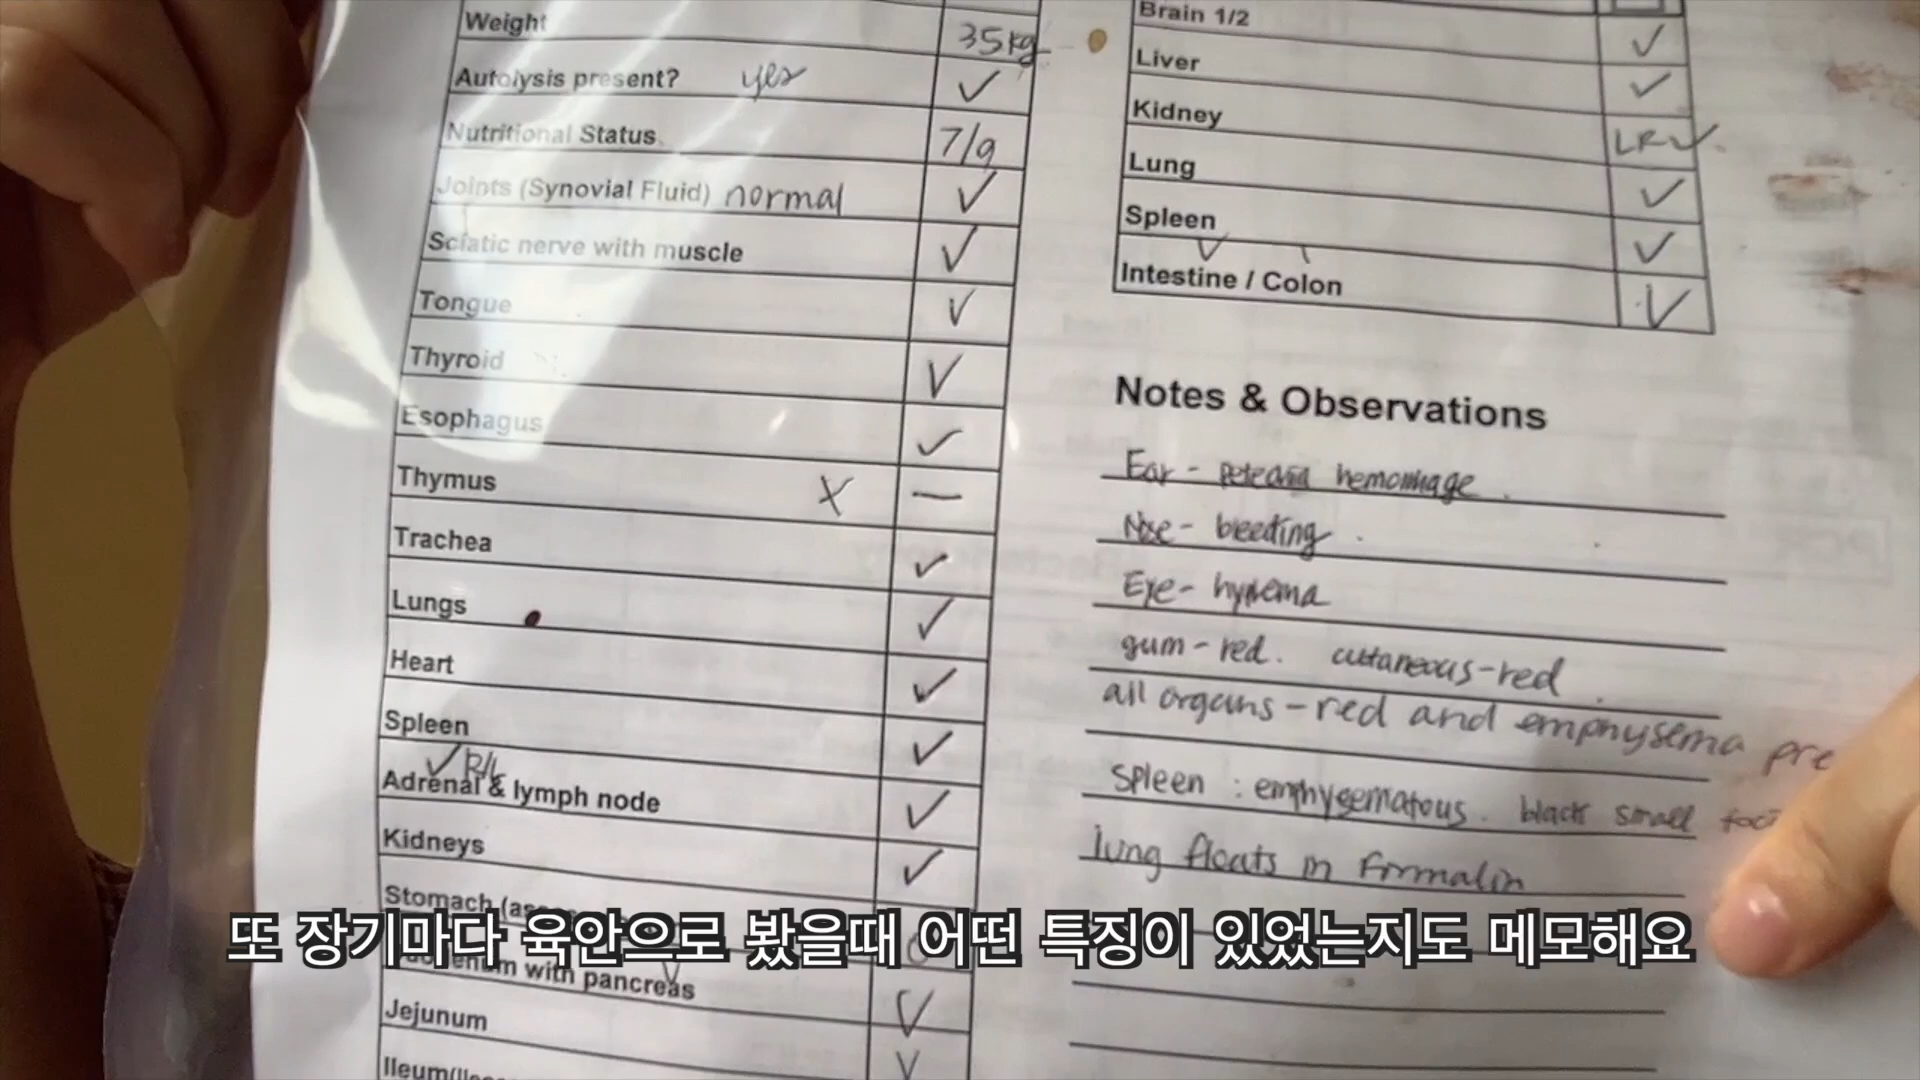 Weight 35kg
Autolysis present? yes ✓
Nutritional Status 7/9
Joints (Synovial Fluid) normal ✓
Sciatic nerve with muscle ✓
Tongue ✓
Thyroid ✓
Esophagus ✓
Thymus X —
Trachea ✓
Lungs ✓
Heart ✓
Spleen ✓
✓ R/L
Adrenal & lymph node ✓
Kidneys ✓
Stomach
with pancreas ✓
Jejunum ✓
Brain 1/2 ✓
Liver ✓
Kidney LR✓
Lung ✓
Spleen ✓
Intestine / Colon ✓
Notes & Observations
Ear - hemorrhage.
Nose - bleeding.
Eye - hyphema
gum - red. cutaneous - red.
all organs - red and emphysema pre
Spleen : emphysematous. black small
lung floats in Formalin
또 장기마다 육안으로 봤을때 어떤 특징이 있었는지도 메모해요